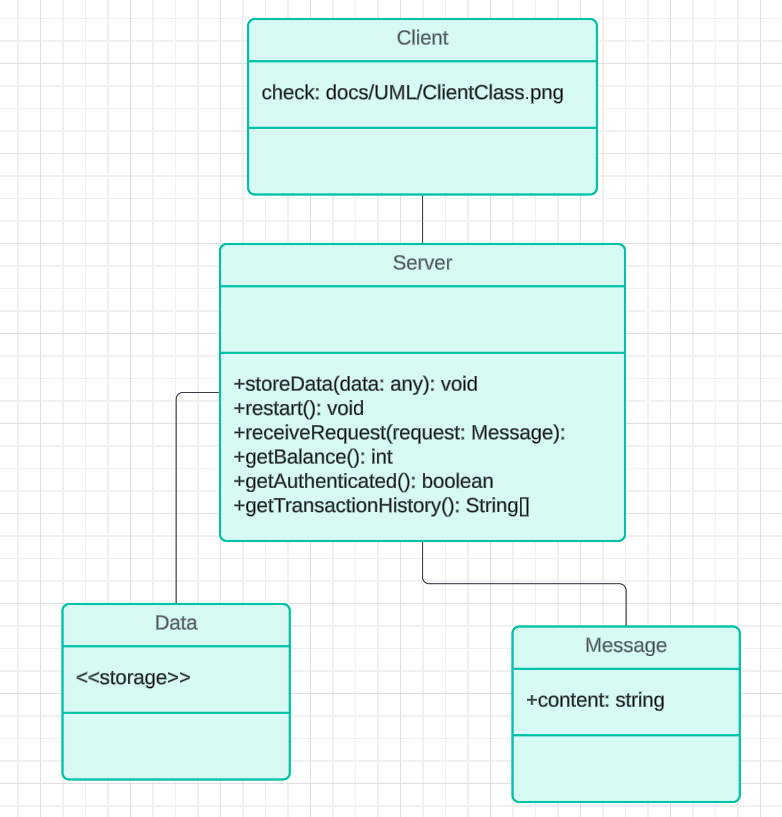 Client
check: docs/UML/ClientClass.png
Server
+storeData(data: any): void
+restart(): void
+receiveRequest(request: Message):
+getBalance(): int
+getAuthenticated(): boolean
+getTransactionHistory(): String[]
Data
<<storage>>
Message
+content: string